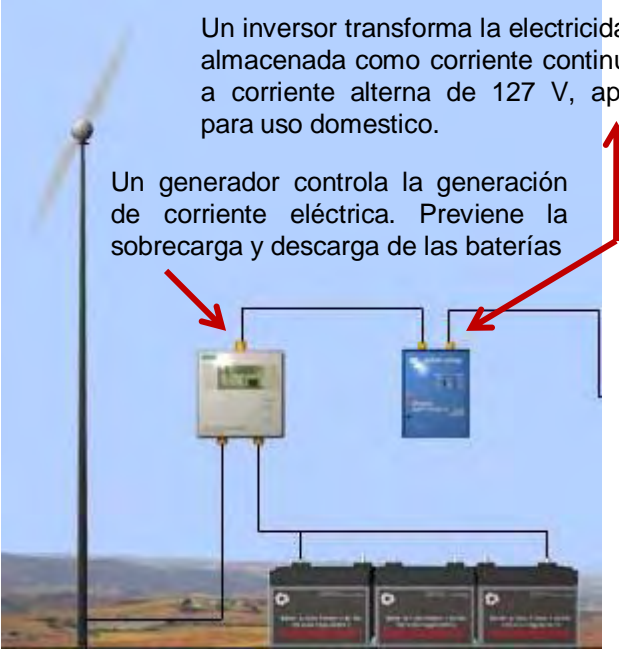 Un inversor transforma la electricida
almacenada como corriente continu
a corriente alterna de 127 V, ap
para uso domestico.
Un generador controla la generación
de corriente eléctrica. Previene la
sobrecarga y descarga de las baterías